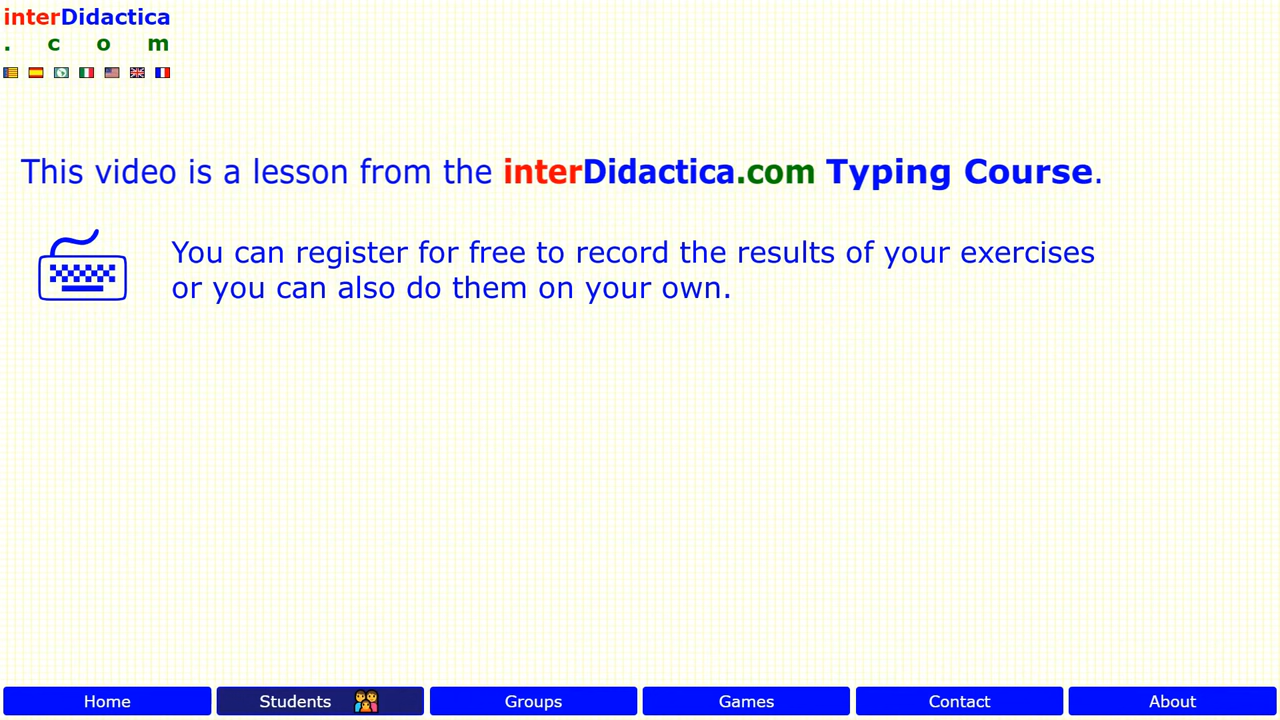 interDidactica
. c o m
This video is a lesson from the interDidactica.com Typing Course.
You can register for free to record the results of your exercises
or you can also do them on your own.
Home Students Groups Games Contact About